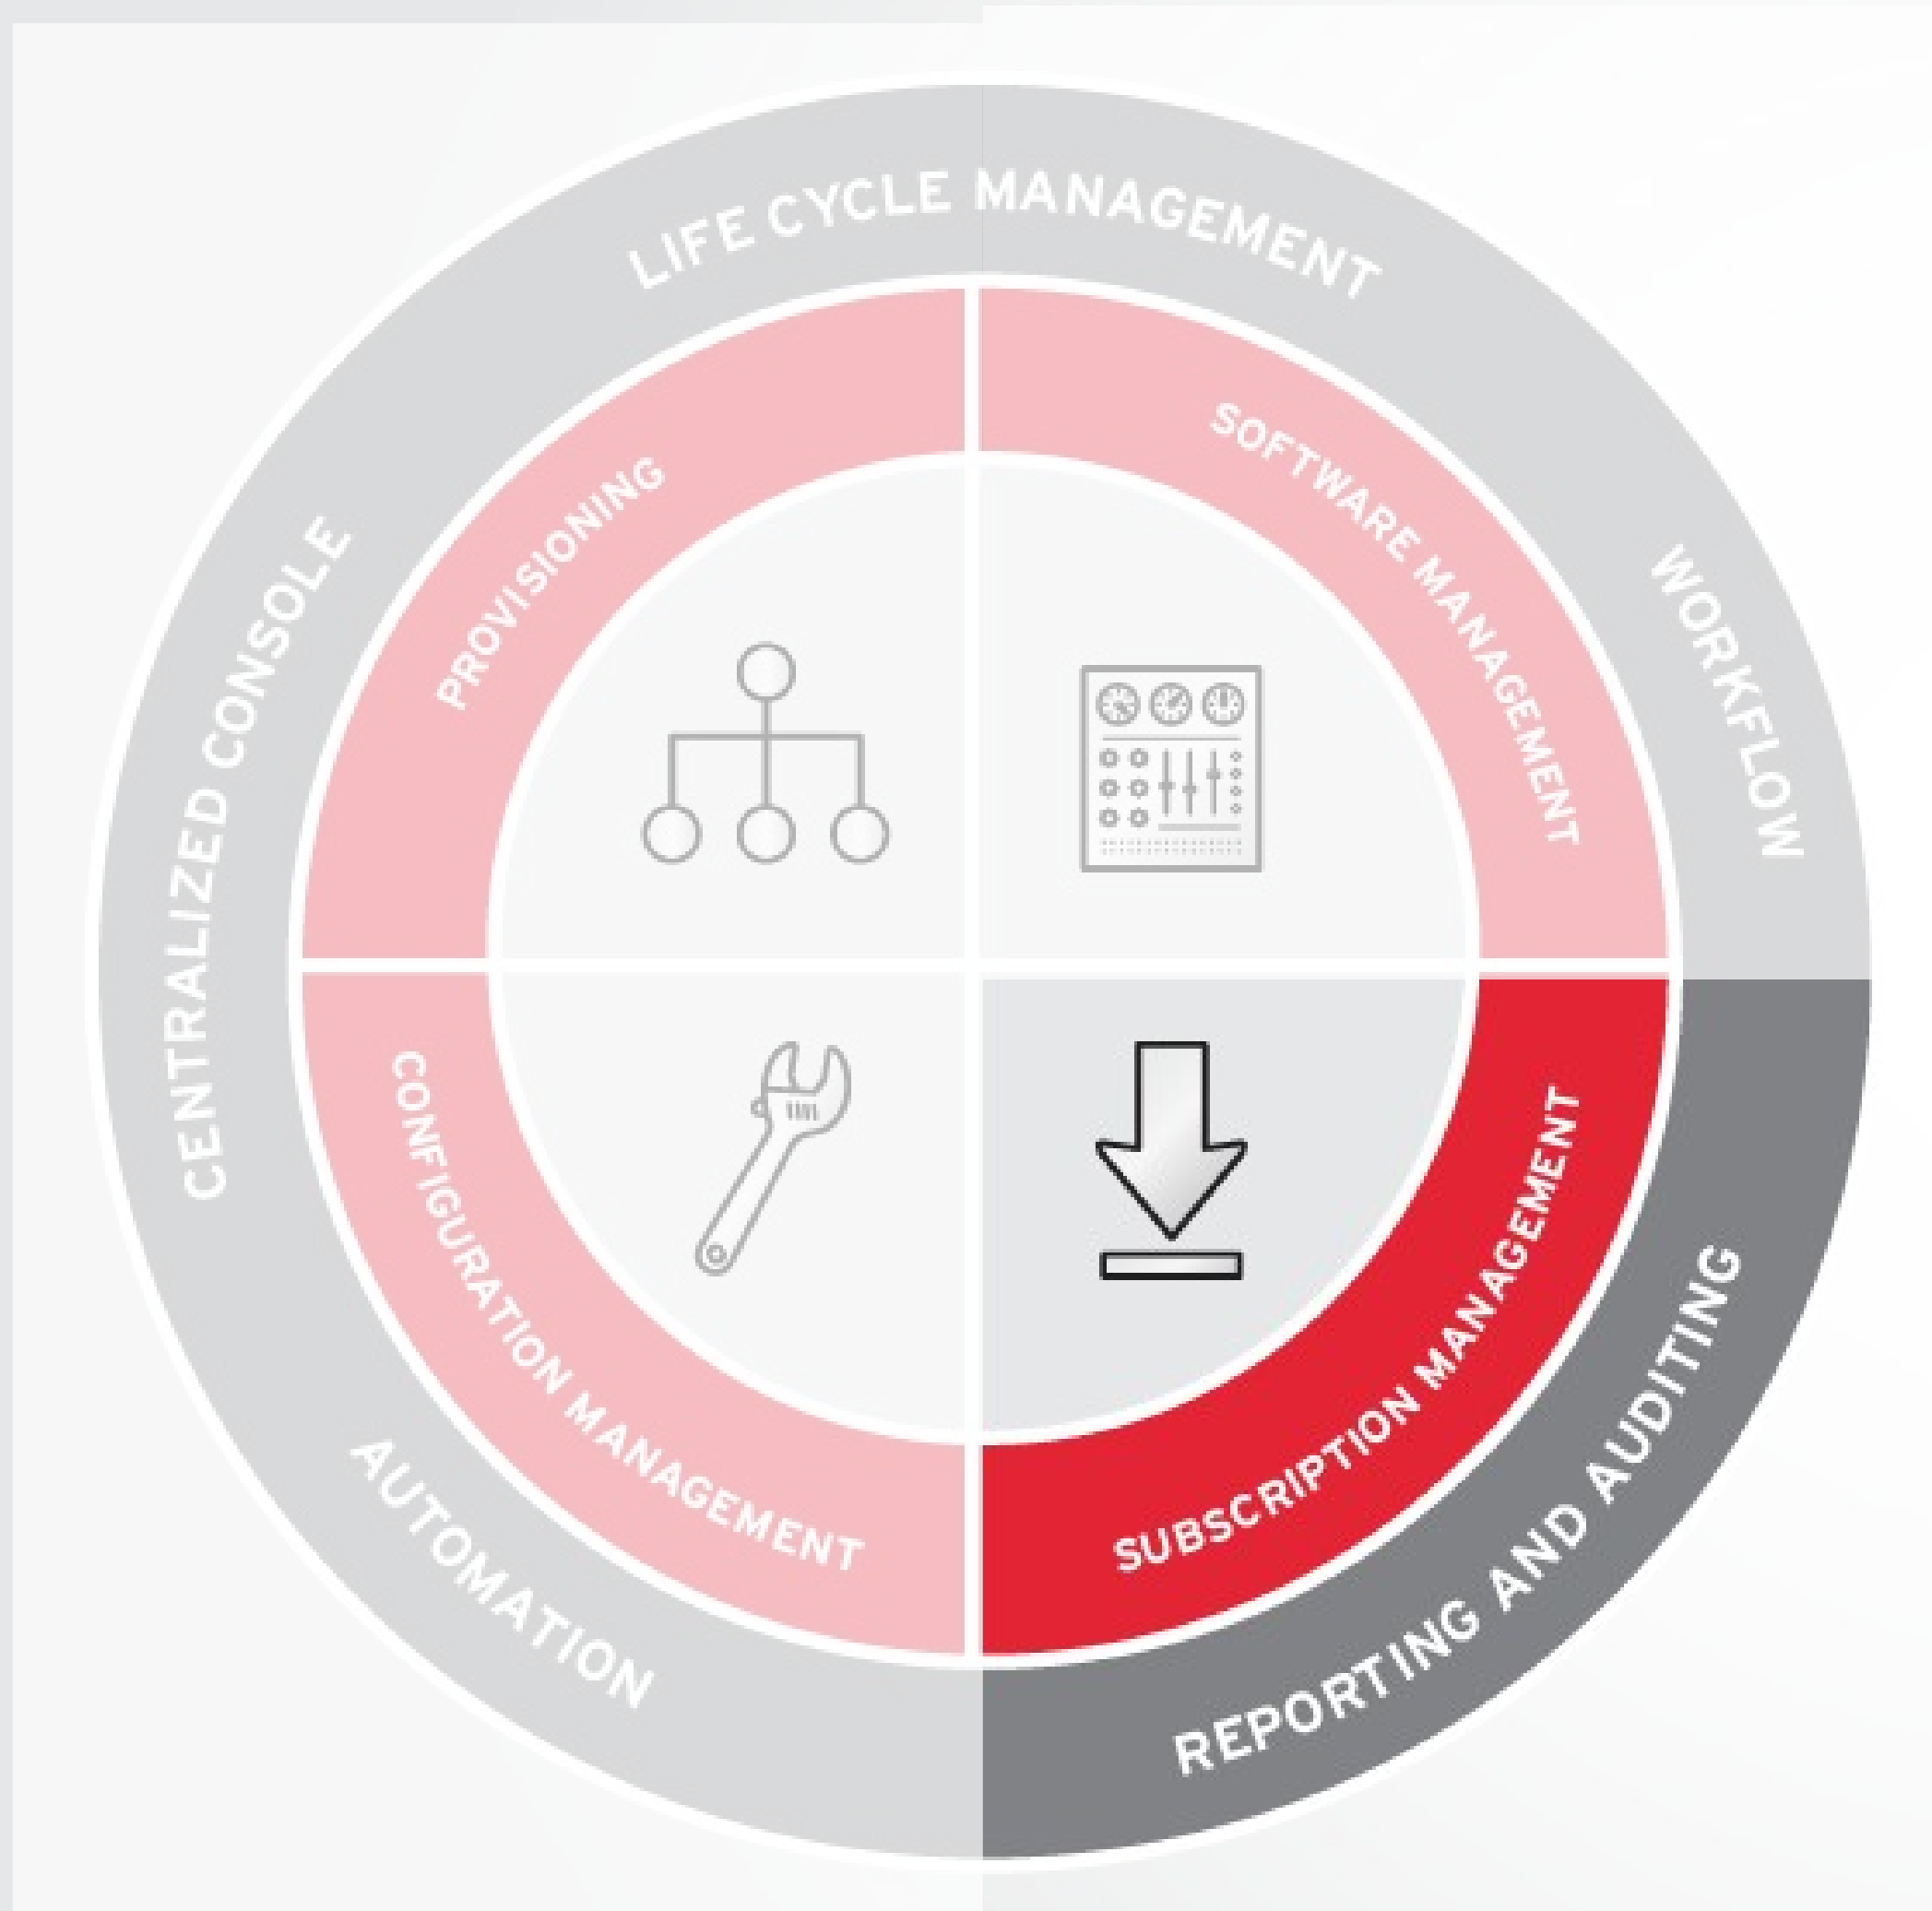 LIFE CYCLE MANAGEMENT
CENTRALIZED CONSOLE
WORKFLOW
PROVISIONING
SOFTWARE MANAGEMENT
CONFIGURATION MANAGEMENT
SUBSCRIPTION MANAGEMENT
AUTOMATION
REPORTING AND AUDITING